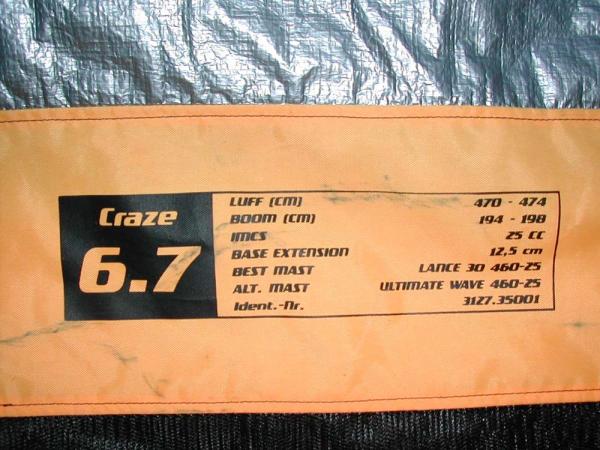 Craze
6.7
LUFF (CM) 470 - 474
BOOM (CM) 194 - 198
IMCS 25 CC
BASE EXTENSION 12,5 cm
BEST MAST LANCE 30 460-25
ALT. MAST ULTIMATE WAVE 460-25
Ident.-Nr. 3127.35001